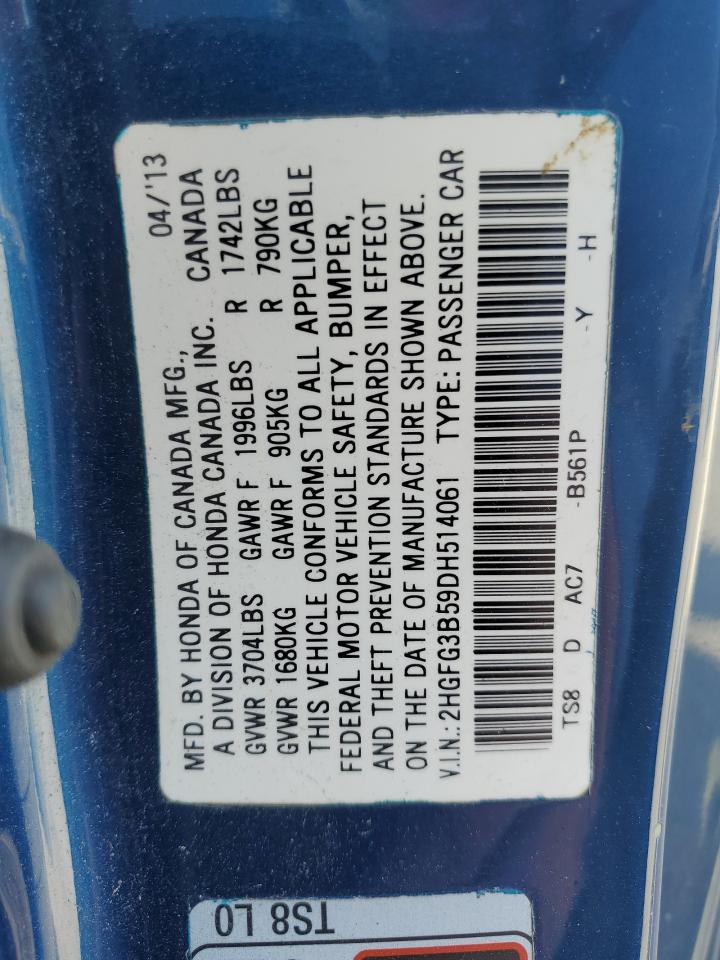 MFD. BY HONDA OF CANADA MFG., 04/'13
A DIVISION OF HONDA CANADA INC. CANADA
GVWR 3704LBS GAWR F 1996LBS R 1742LBS
GVWR 1680KG GAWR F 905KG R 790KG
THIS VEHICLE CONFORMS TO ALL APPLICABLE
FEDERAL MOTOR VEHICLE SAFETY, BUMPER,
AND THEFT PREVENTION STANDARDS IN EFFECT
ON THE DATE OF MANUFACTURE SHOWN ABOVE.
V.I.N.: 2HGFG3B59DH514061 TYPE: PASSENGER CAR
TS8 D AC7 -B561P -Y -H
TS8 L0